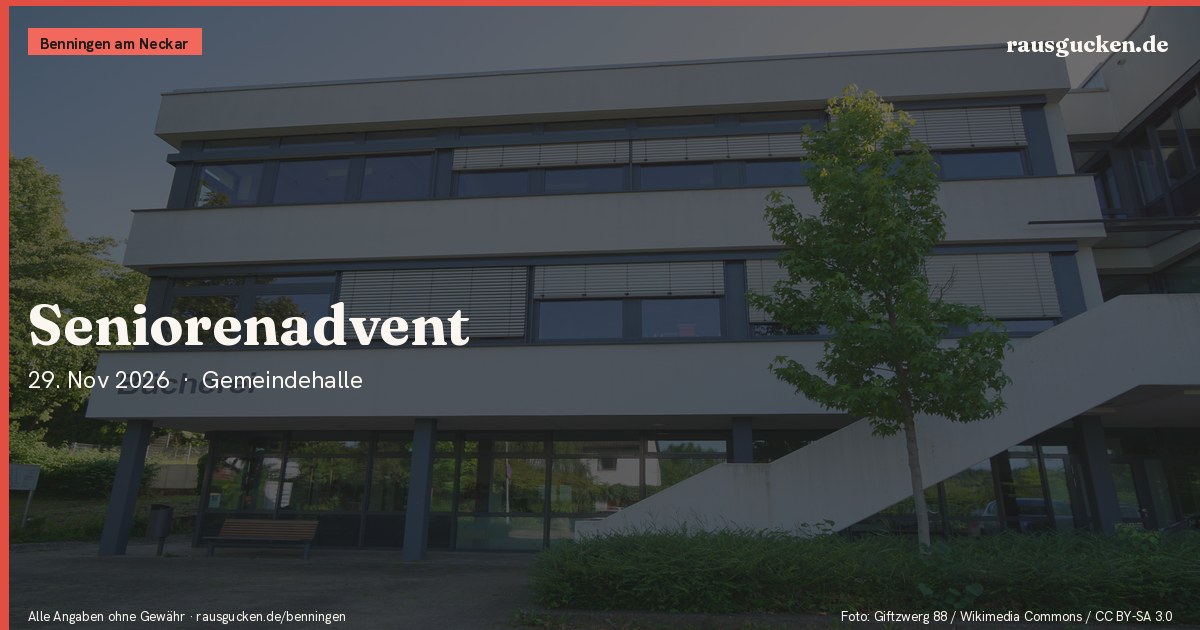 Benningen am Neckar
rausgucken.de
Seniorenadvent
29. Nov 2026 · Gemeindehalle
Bücherei
Alle Angaben ohne Gewähr · rausgucken.de/benningen
Foto: Giftzwerg 88 / Wikimedia Commons / CC BY-SA 3.0